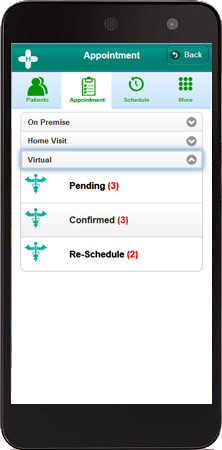 Appointment
Back
Patients
Appointment
Schedule
More
On Premise
Home Visit
Virtual
Pending (3)
Confirmed (3)
Re-Schedule (2)